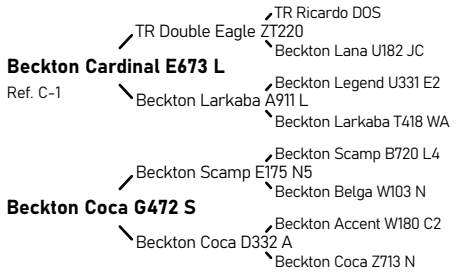 TR Ricardo DOS
TR Double Eagle ZT220
Beckton Lana U182 JC
Beckton Cardinal E673 L
Ref. C-1
Beckton Legend U331 E2
Beckton Larkaba A911 L
Beckton Larkaba T418 WA
Beckton Scamp B720 L4
Beckton Scamp E175 N5
Beckton Belga W103 N
Beckton Coca G472 S
Beckton Accent W180 C2
Beckton Coca D332 A
Beckton Coca Z713 N